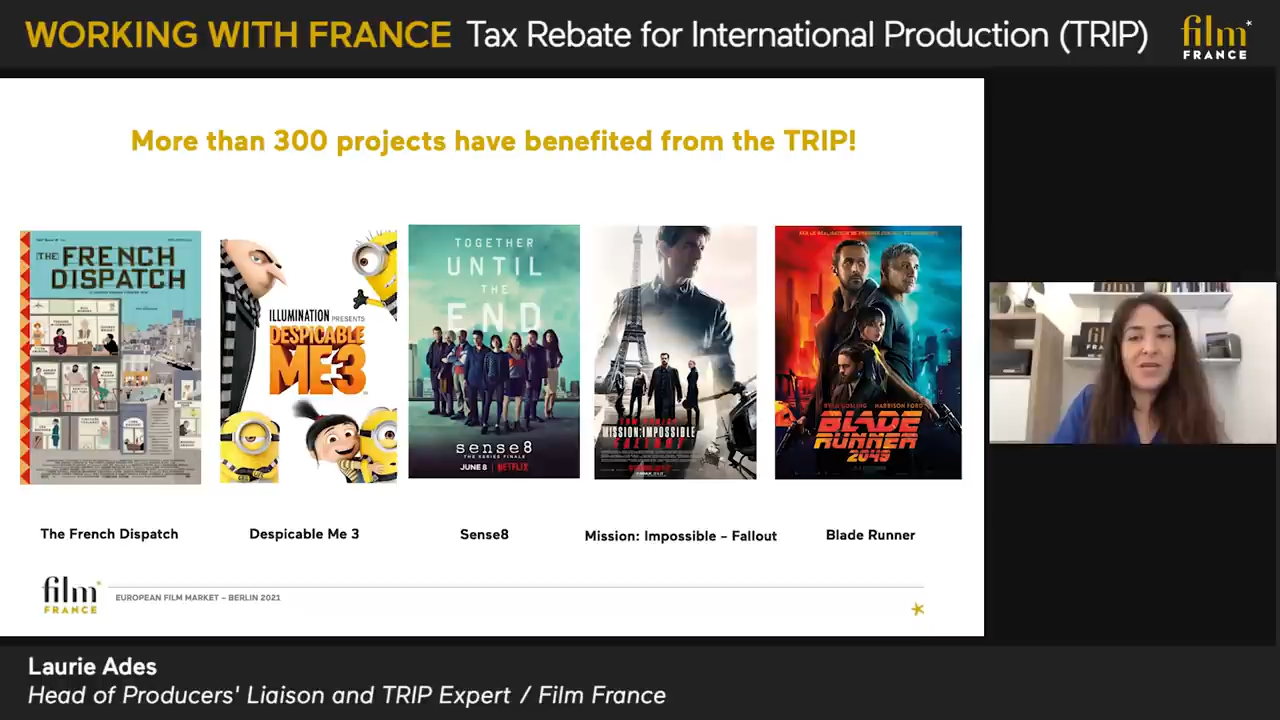 WORKING WITH FRANCE Tax Rebate for International Production (TRIP)
film
FRANCE
More than 300 projects have benefited from the TRIP!
THE FRENCH
DISPATCH
ILLUMINATION PRESENTS
DESPICABLE
ME3
TOGETHER
UNTIL
THE
END
sense8
THE SERIES FINALE
JUNE 8 | NETFLIX
MISSION: IMPOSSIBLE
FALLOUT
RYAN GOSLING HARRISON FORD
BLADE
RUNNER
2049
The French Dispatch
Despicable Me 3
Sense8
Mission: Impossible – Fallout
Blade Runner
film
FRANCE
EUROPEAN FILM MARKET – BERLIN 2021
Laurie Ades
Head of Producers' Liaison and TRIP Expert / Film France